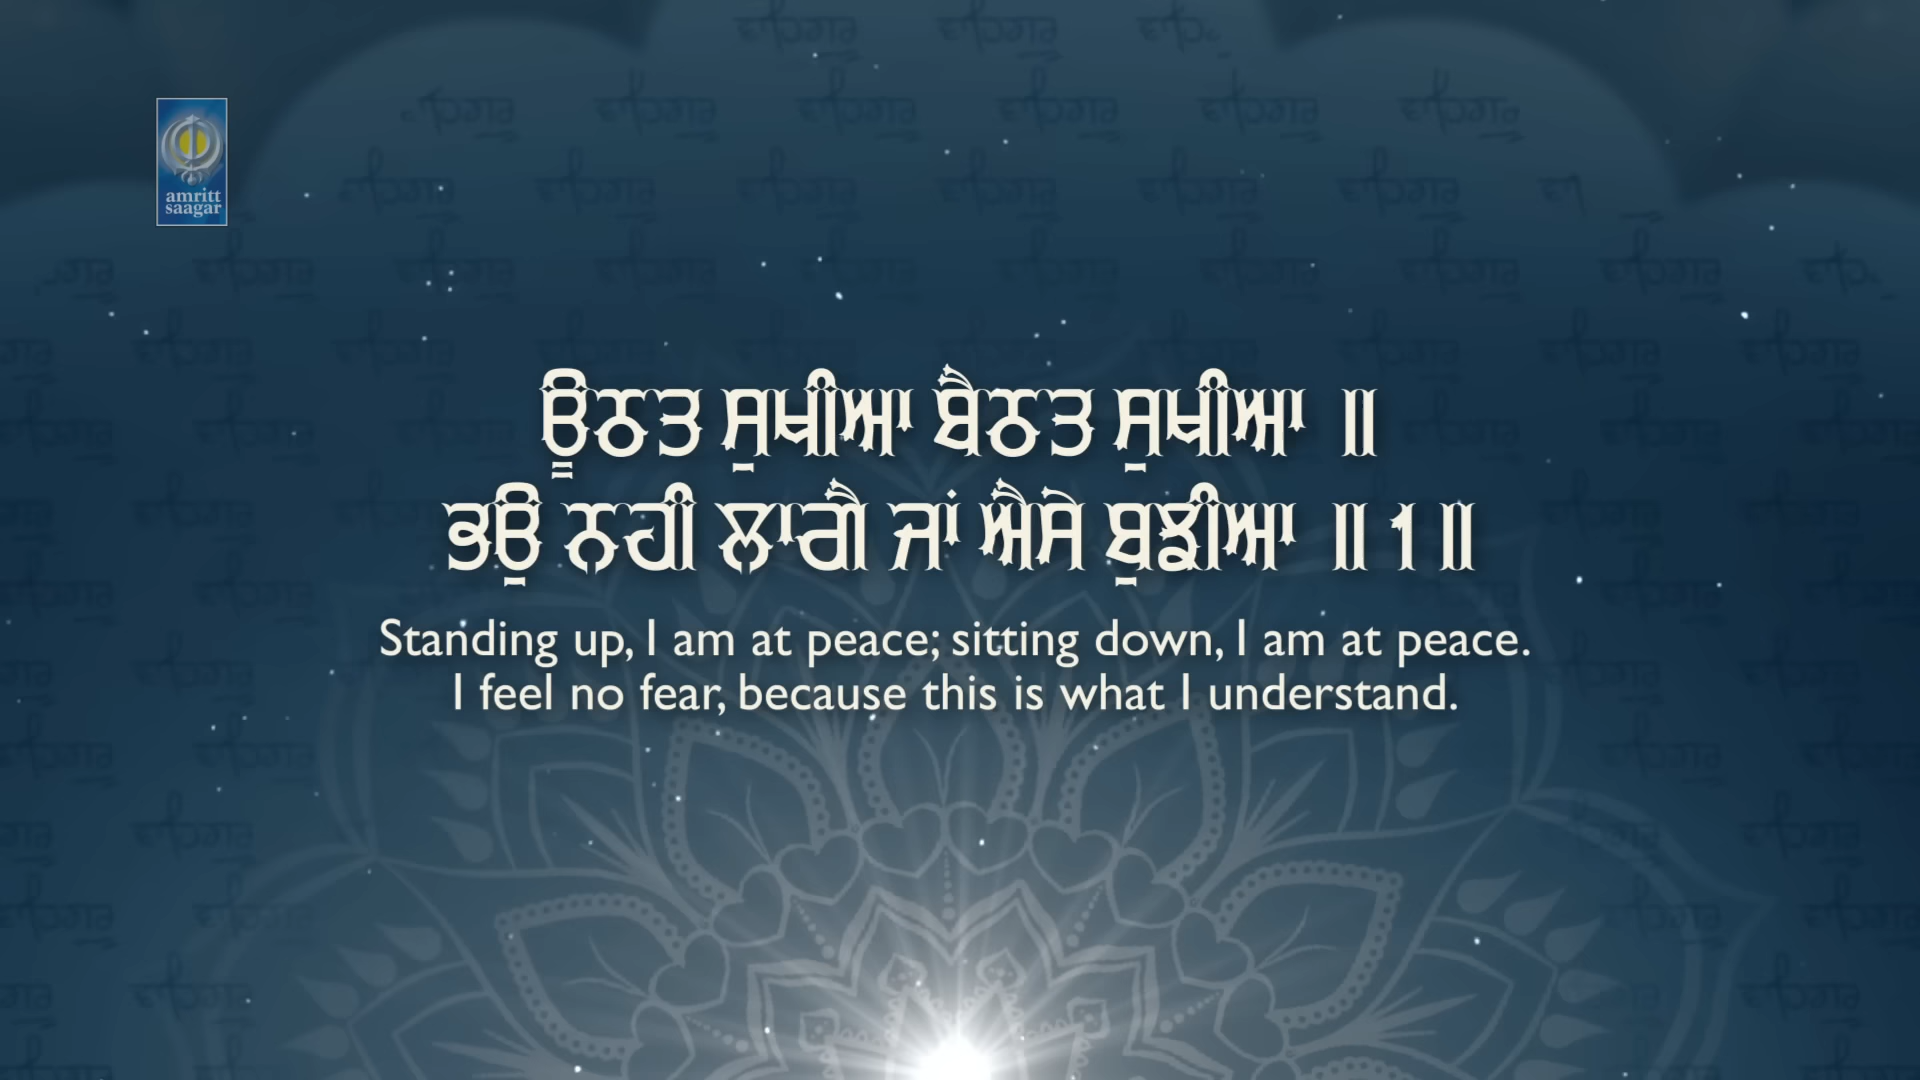 amritt
saagar
ਊਠਤ ਸੁਖੀਆ ਬੈਠਤ ਸੁਖੀਆ ॥
ਭਉ ਨਹੀ ਲਾਗੈ ਜਾਂ ਐਸੇ ਬੁਝੀਆ ॥੧॥
Standing up, I am at peace; sitting down, I am at peace.
I feel no fear, because this is what I understand.